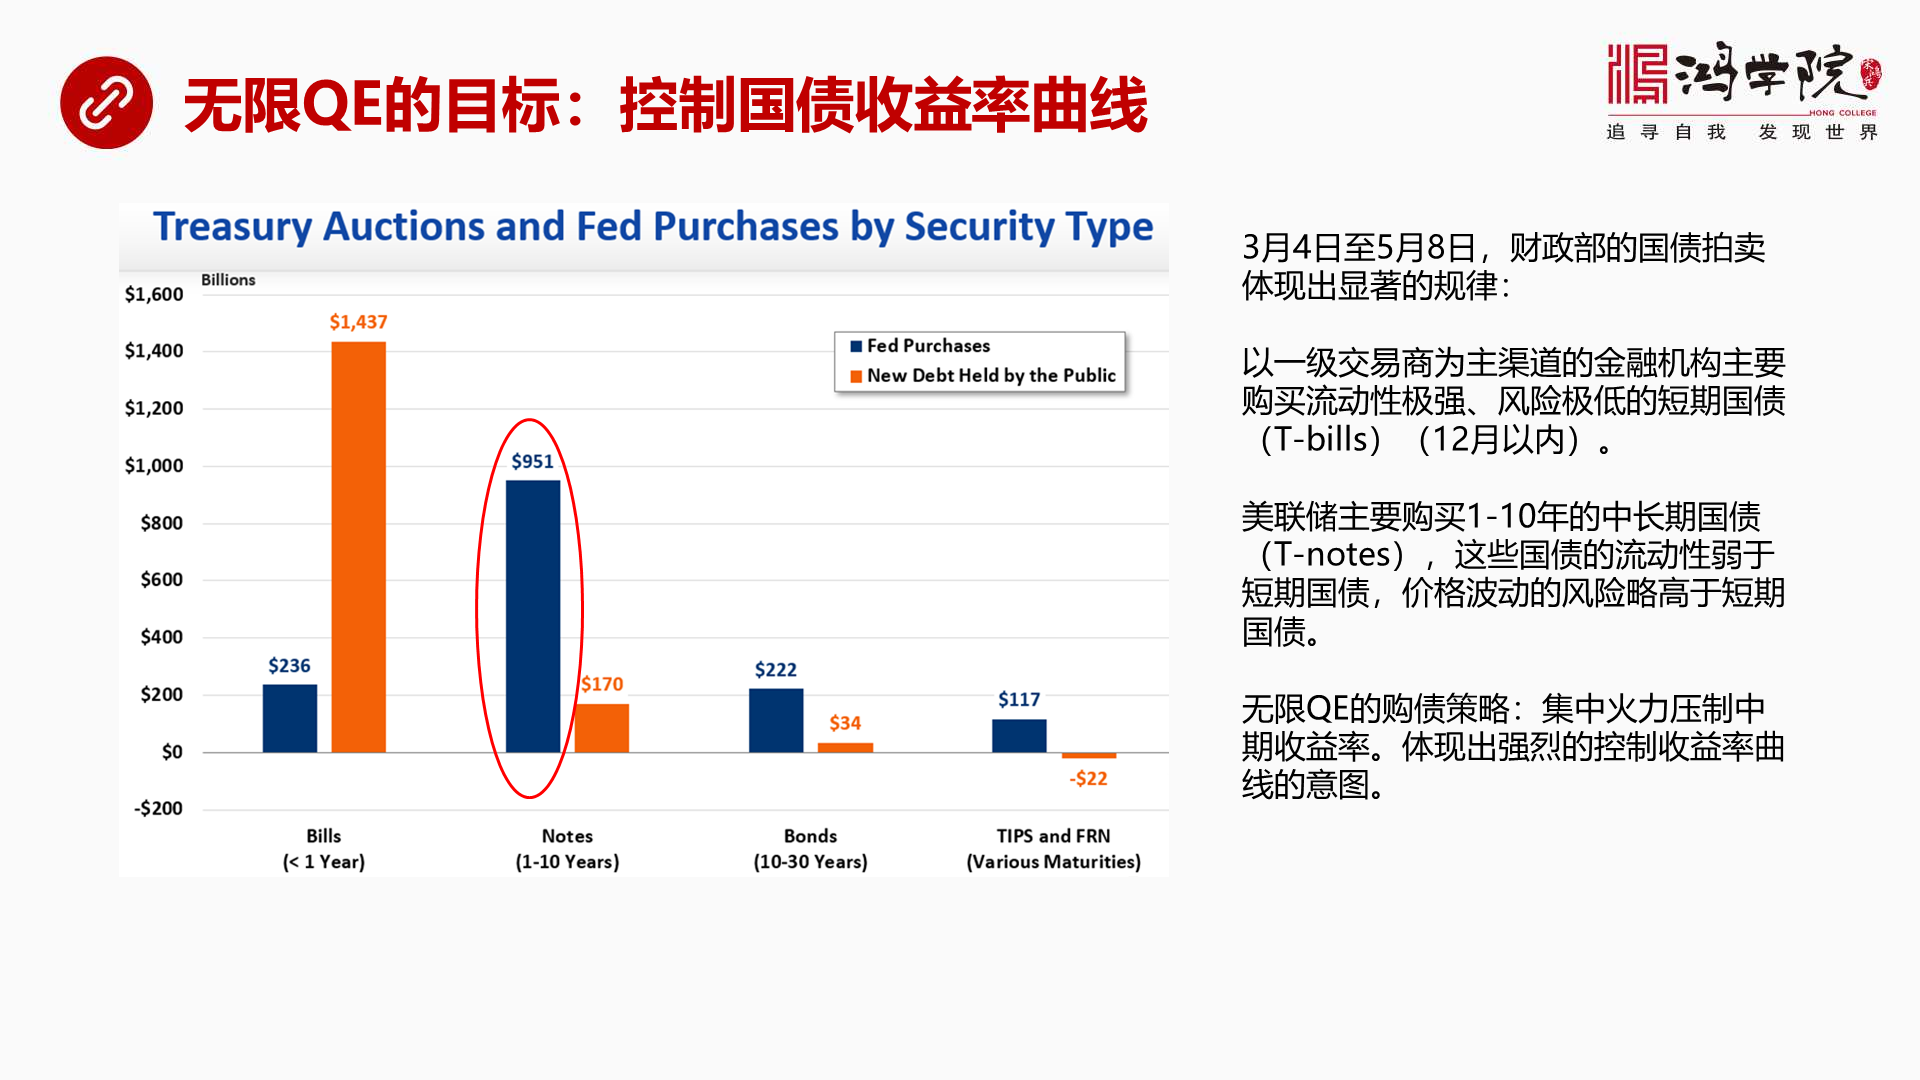 无限QE的目标：控制国债收益率曲线
鸿学院
HONG COLLEGE
追寻自我 发现世界
Treasury Auctions and Fed Purchases by Security Type
Billions
$1,600
$1,400
$1,200
$1,000
$800
$600
$400
$200
$0
-$200
Fed Purchases
New Debt Held by the Public
$236
$1,437
$951
$170
$222
$34
$117
-$22
Bills
(< 1 Year)
Notes
(1-10 Years)
Bonds
(10-30 Years)
TIPS and FRN
(Various Maturities)
3月4日至5月8日，财政部的国债拍卖
体现出显著的规律：
以一级交易商为主渠道的金融机构主要
购买流动性极强、风险极低的短期国债
（T-bills）（12月以内）。
美联储主要购买1-10年的中长期国债
（T-notes），这些国债的流动性弱于
短期国债，价格波动的风险略高于短期
国债。
无限QE的购债策略：集中火力压制中
期收益率。体现出强烈的控制收益率曲
线的意图。